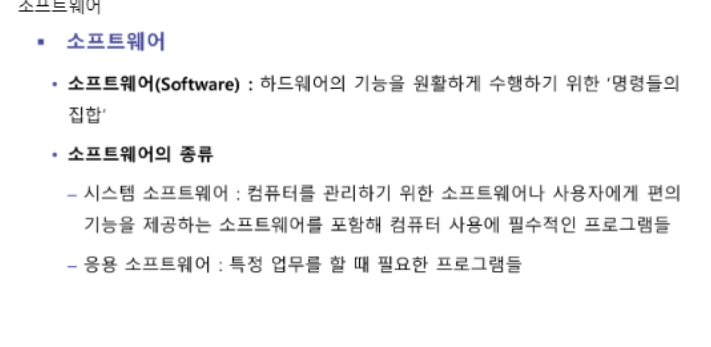 소프트웨어
▪ 소프트웨어
• 소프트웨어(Software) : 하드웨어의 기능을 원활하게 수행하기 위한 ‘명령들의
집합’
• 소프트웨어의 종류
– 시스템 소프트웨어 : 컴퓨터를 관리하기 위한 소프트웨어나 사용자에게 편의
기능을 제공하는 소프트웨어를 포함해 컴퓨터 사용에 필수적인 프로그램들
– 응용 소프트웨어 : 특정 업무를 할 때 필요한 프로그램들